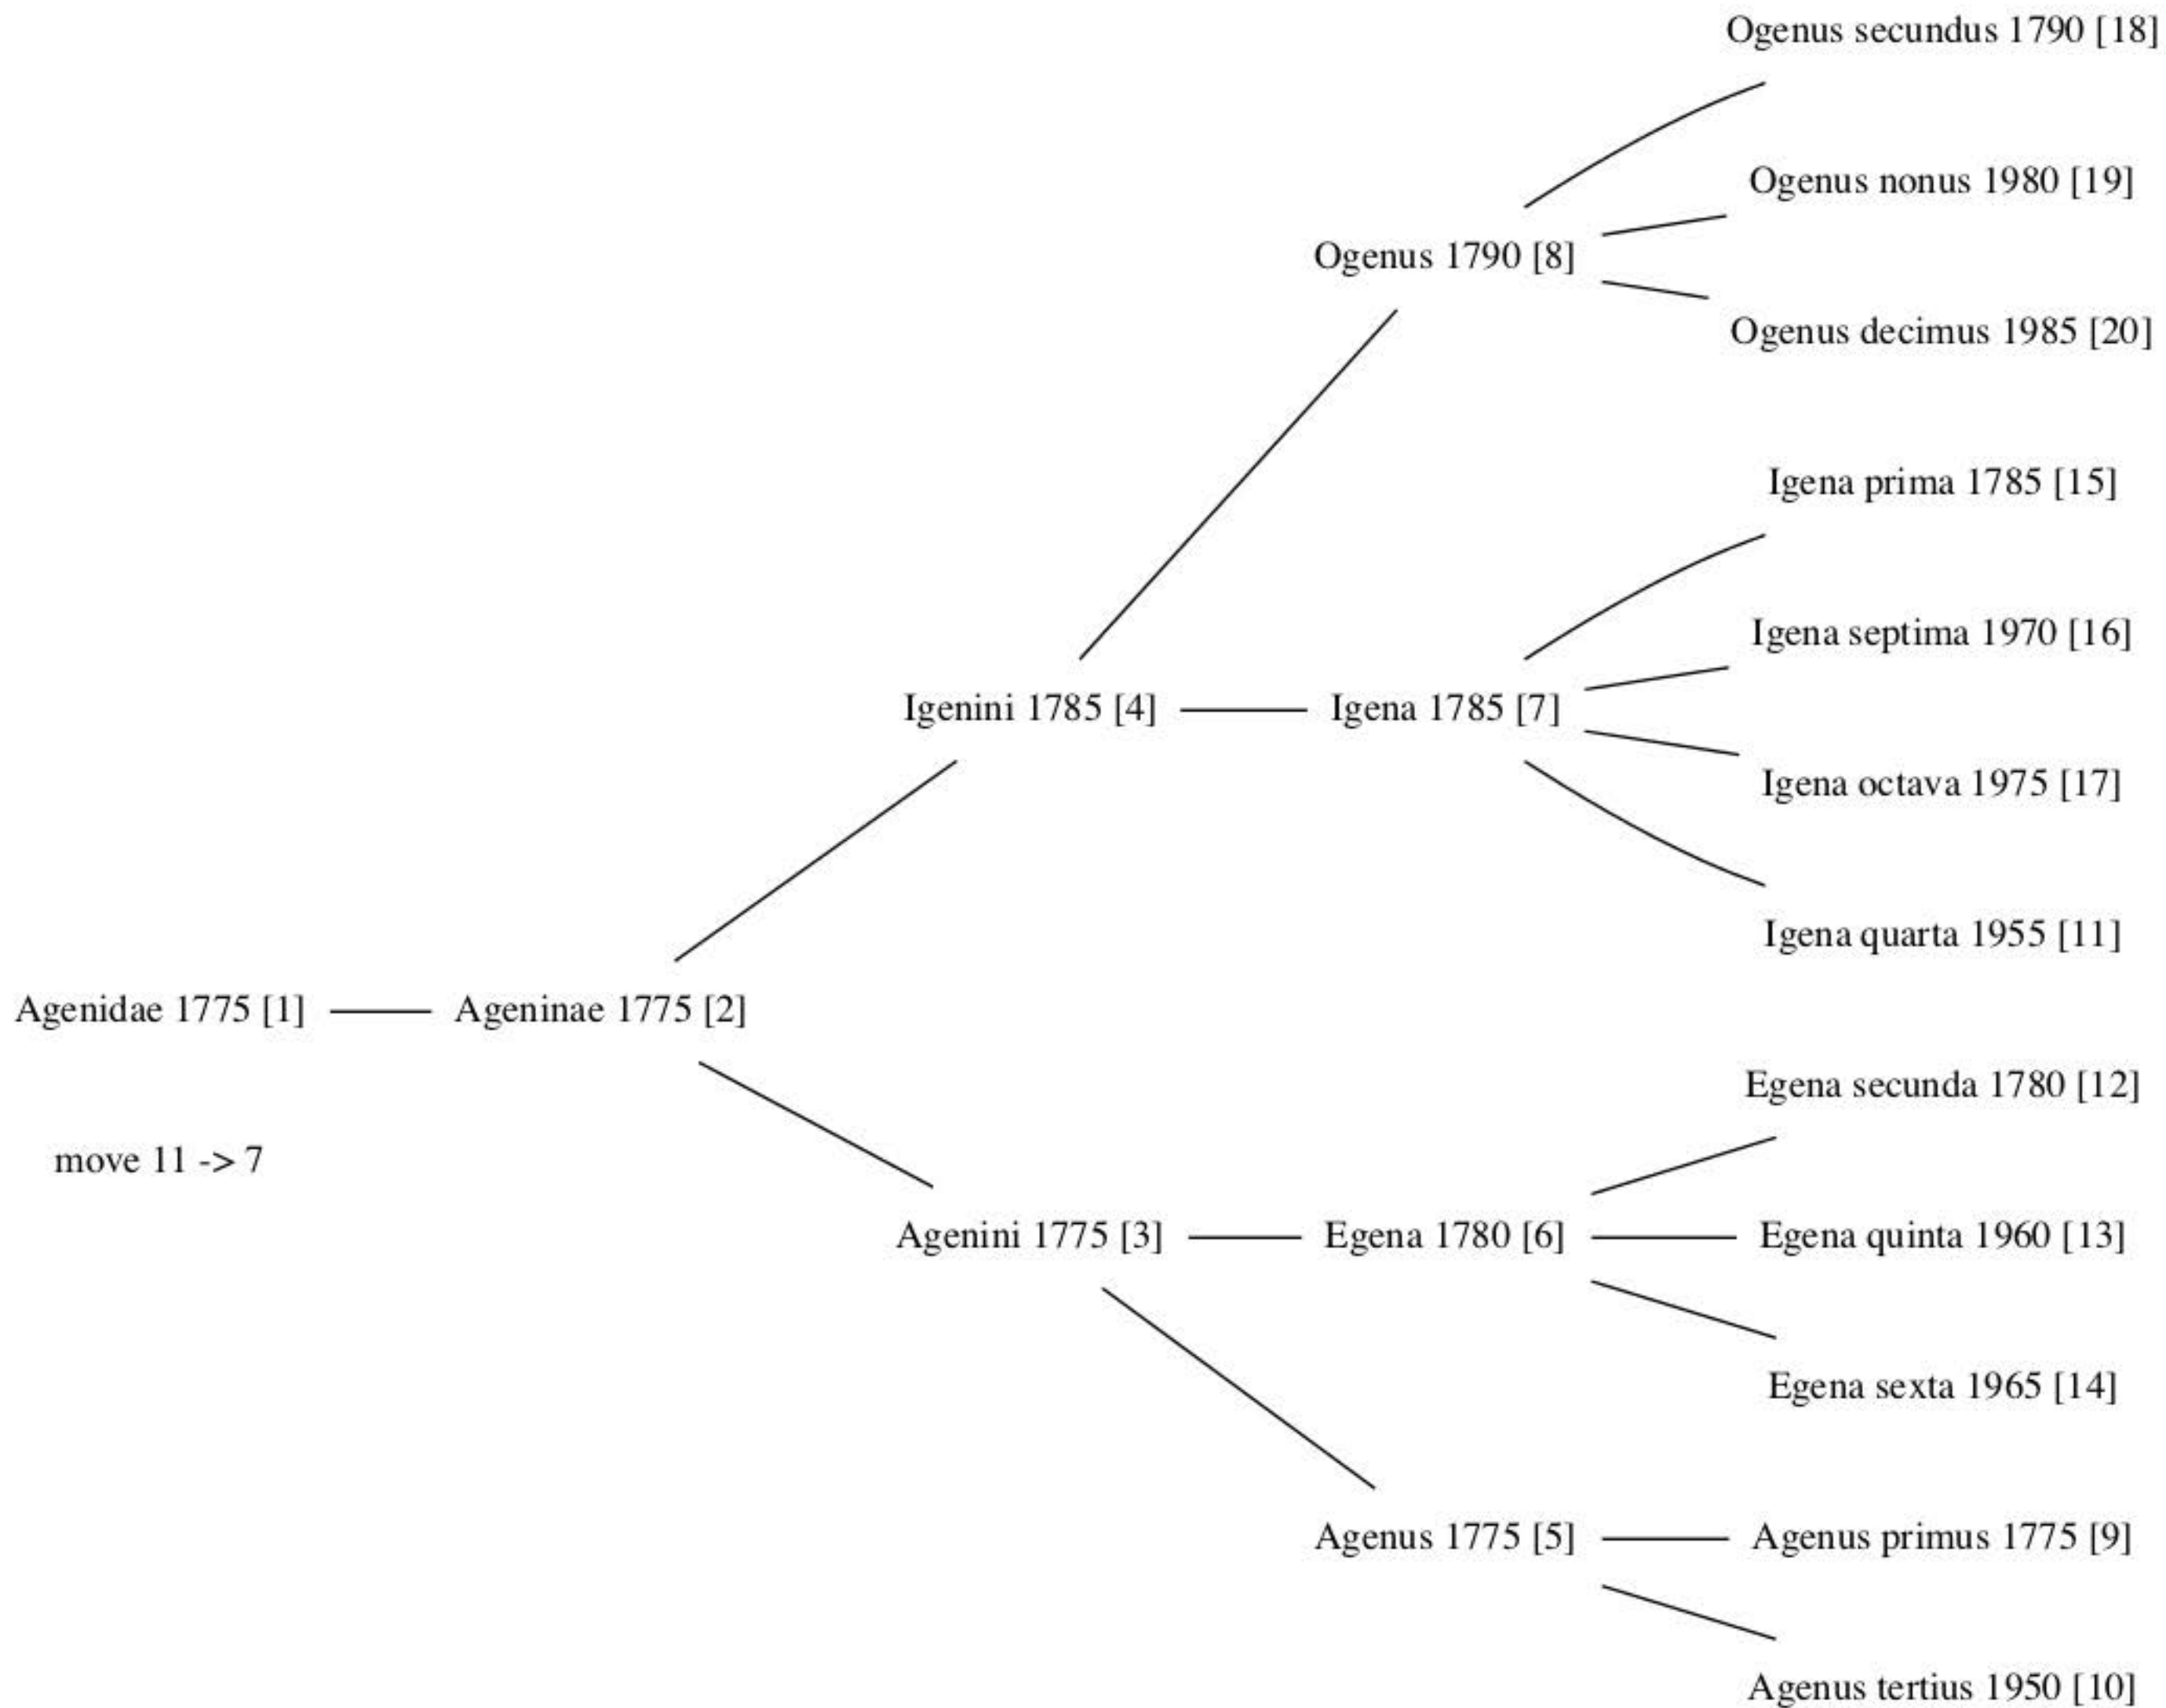 Ogenus secundus 1790 [18]
Ogenus nonus 1980 [19]
Ogenus 1790 [8]
Ogenus decimus 1985 [20]
Igena prima 1785 [15]
Igena septima 1970 [16]
Igenini 1785 [4]
Igena 1785 [7]
Igena octava 1975 [17]
Igena quarta 1955 [11]
Agenidae 1775 [1]
Ageninae 1775 [2]
Egena secunda 1780 [12]
move 11 -> 7
Agenini 1775 [3]
Egena 1780 [6]
Egena quinta 1960 [13]
Egena sexta 1965 [14]
Agenus 1775 [5]
Agenus primus 1775 [9]
Agenus tertius 1950 [10]